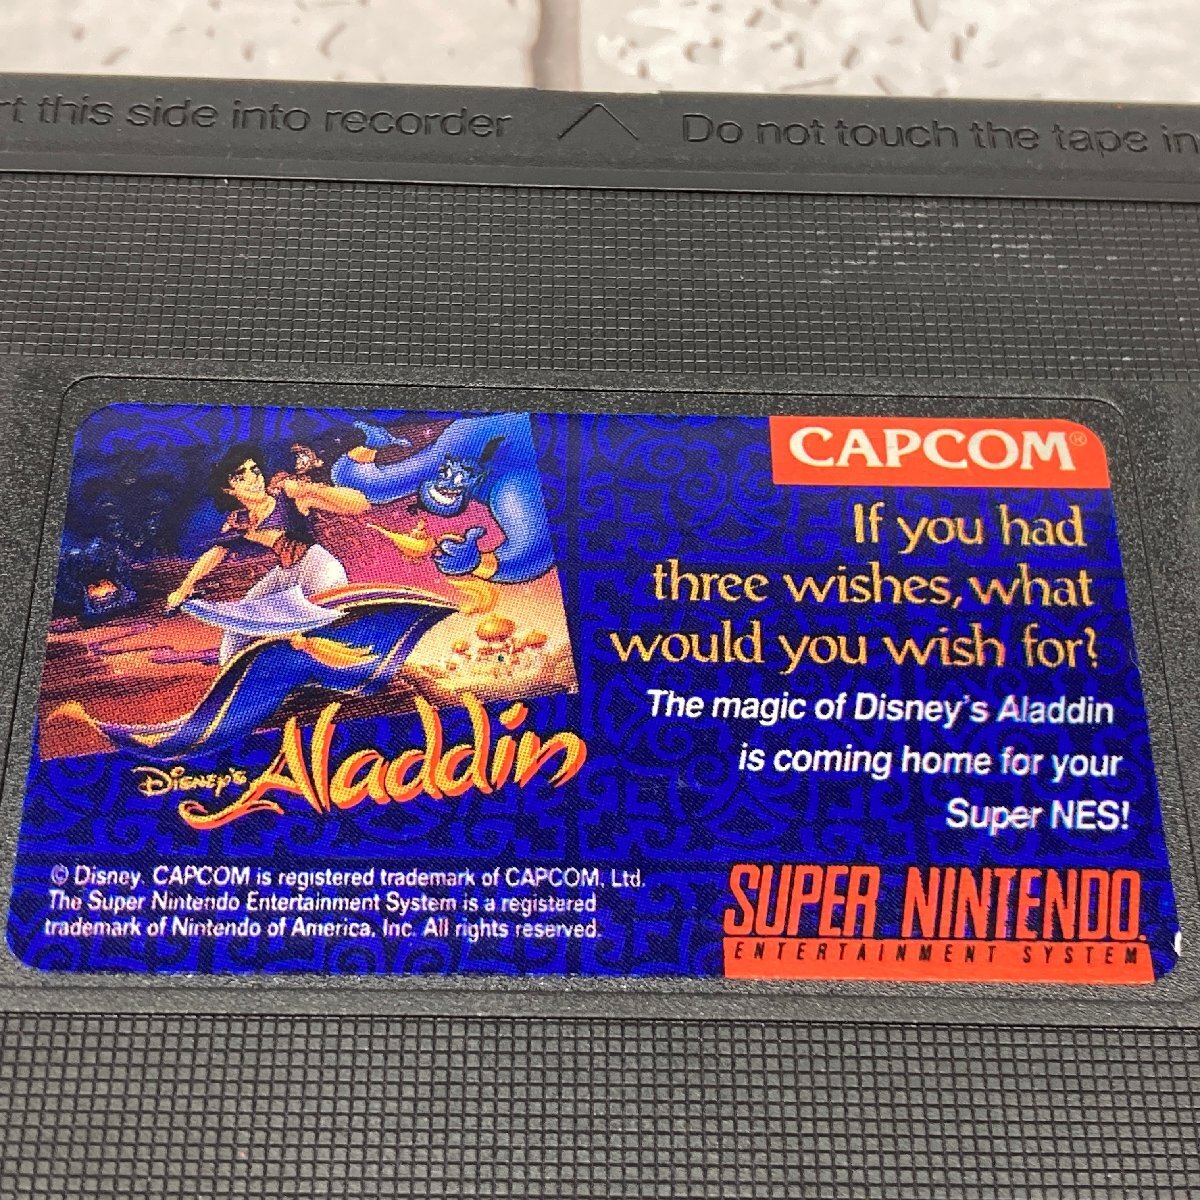 this side into recorder
Do not touch the tape
CAPCOM®
If you had
three wishes, what
would you wish for?
The magic of Disney's Aladdin
is coming home for your
Super NES!
Disney's
Aladdin
© Disney. CAPCOM is registered trademark of CAPCOM, Ltd.
The Super Nintendo Entertainment System is a registered
trademark of Nintendo of America, Inc. All rights reserved.
SUPER NINTENDO.
ENTERTAINMENT SYSTEM